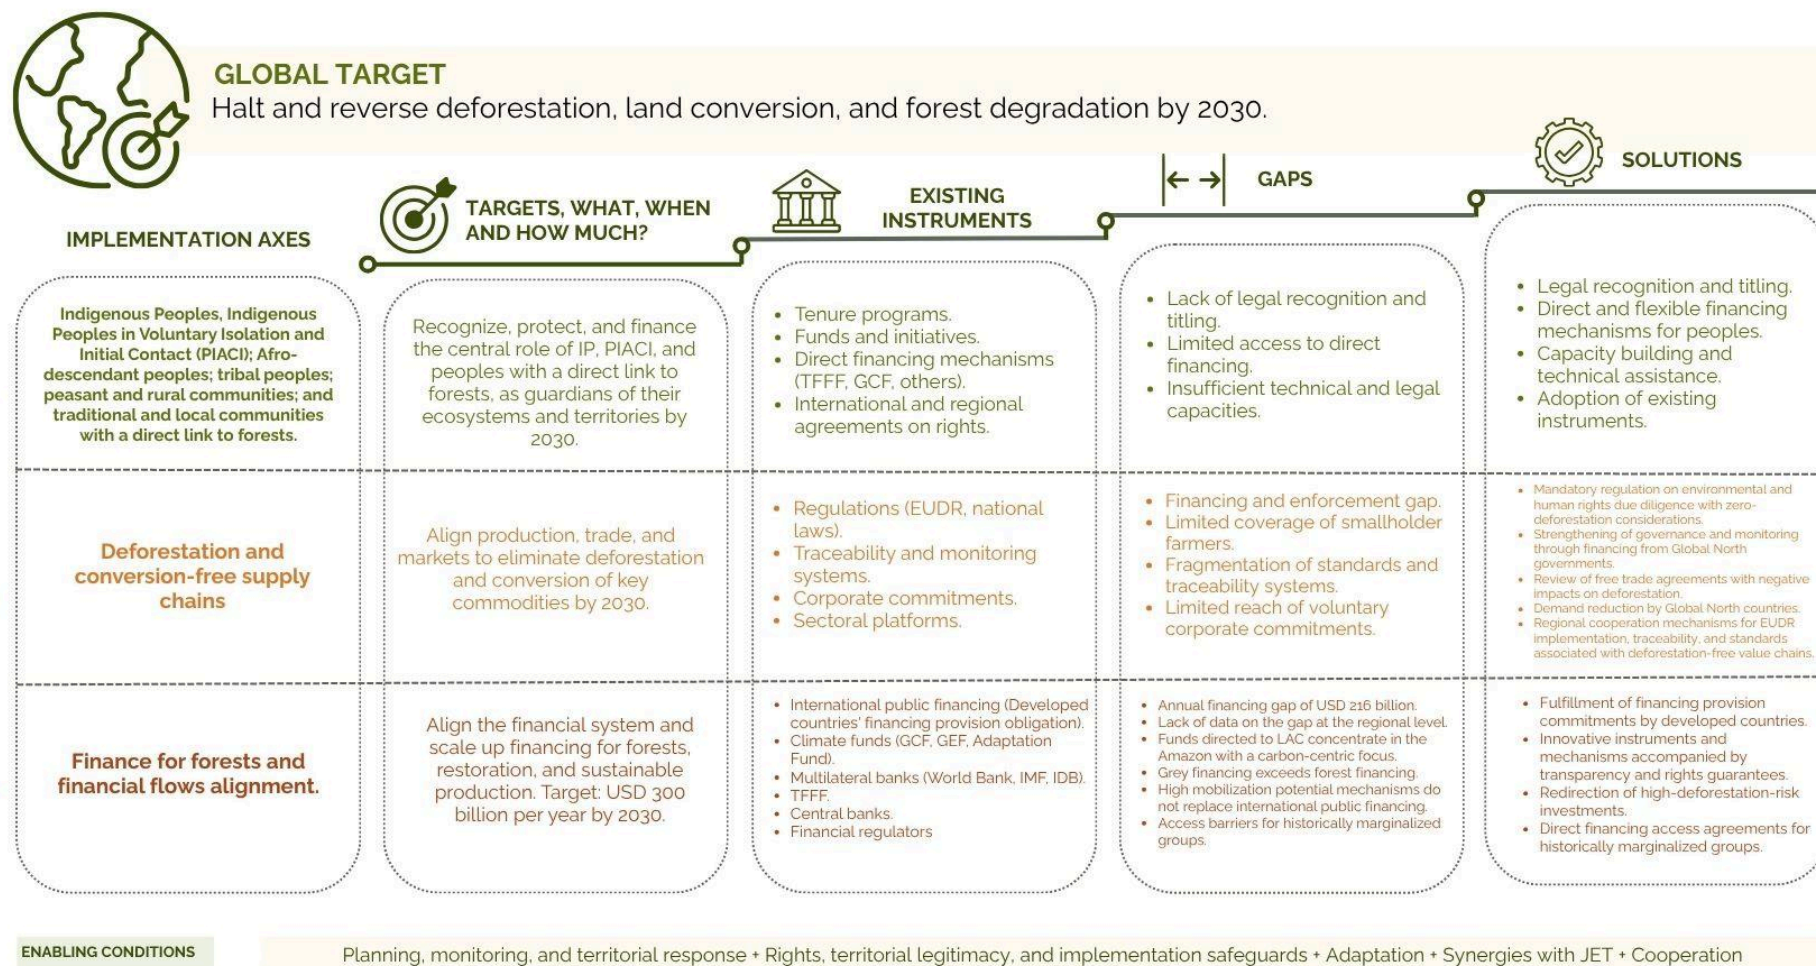 GLOBAL TARGET
Halt and reverse deforestation, land conversion, and forest degradation by 2030.
IMPLEMENTATION AXES
TARGETS, WHAT, WHEN
AND HOW MUCH?
EXISTING
INSTRUMENTS
GAPS
SOLUTIONS
Indigenous Peoples, Indigenous
Peoples in Voluntary Isolation and
Initial Contact (PIACI); Afro-
descendant peoples; tribal peoples;
peasant and rural communities; and
traditional and local communities
with a direct link to forests.
Recognize, protect, and finance
the central role of IP, PIACI, and
peoples with a direct link to
forests, as guardians of their
ecosystems and territories by
2030.
• Tenure programs.
• Funds and initiatives.
• Direct financing mechanisms
(TFFF, GCF, others).
• International and regional
agreements on rights.
• Lack of legal recognition and
titling.
• Limited access to direct
financing.
• Insufficient technical and legal
capacities.
• Legal recognition and titling.
• Direct and flexible financing
mechanisms for peoples.
• Capacity building and
technical assistance.
• Adoption of existing
instruments.
Deforestation and
conversion-free supply
chains
Align production, trade, and
markets to eliminate deforestation
and conversion of key
commodities by 2030.
• Regulations (EUDR, national
laws).
• Traceability and monitoring
systems.
• Corporate commitments.
• Sectoral platforms.
• Financing and enforcement gap.
• Limited coverage of smallholder
farmers.
• Fragmentation of standards and
traceability systems.
• Limited reach of voluntary
corporate commitments.
• Mandatory regulation on environmental and
human rights due diligence with zero-
deforestation considerations.
• Strengthening of governance and monitoring
through financing from Global North
governments.
• Review of free trade agreements with negative
impacts on deforestation.
• Demand reduction by Global North countries.
• Regional cooperation mechanisms for EUDR
implementation, traceability, and standards
associated with deforestation-free value chains.
Finance for forests and
financial flows alignment.
Align the financial system and
scale up financing for forests,
restoration, and sustainable
production. Target: USD 300
billion per year by 2030.
• International public financing (Developed
countries' financing provision obligation).
• Climate funds (GCF, GEF, Adaptation
Fund).
• Multilateral banks (World Bank, IMF, IDB).
• TFFF.
• Central banks.
• Financial regulators
• Annual financing gap of USD 216 billion.
• Lack of data on the gap at the regional level.
• Funds directed to LAC concentrate in the
Amazon with a carbon-centric focus.
• Grey financing exceeds forest financing.
• High mobilization potential mechanisms do
not replace international public financing.
• Access barriers for historically marginalized
groups.
• Fulfillment of financing provision
commitments by developed countries.
• Innovative instruments and
mechanisms accompanied by
transparency and rights guarantees.
• Redirection of high-deforestation-risk
investments.
• Direct financing access agreements for
historically marginalized groups.
ENABLING CONDITIONS
Planning, monitoring, and territorial response + Rights, territorial legitimacy, and implementation safeguards + Adaptation + Synergies with JET + Cooperation